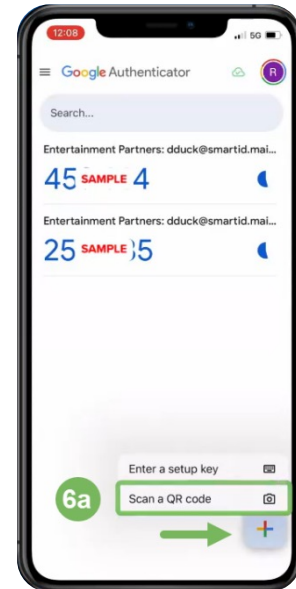 12:08
5G
Google Authenticator
R
Search...
Entertainment Partners: dduck@smartid.mai...
45 SAMPLE 4
Entertainment Partners: dduck@smartid.mai...
25 SAMPLE 5
Enter a setup key
6a
Scan a QR code